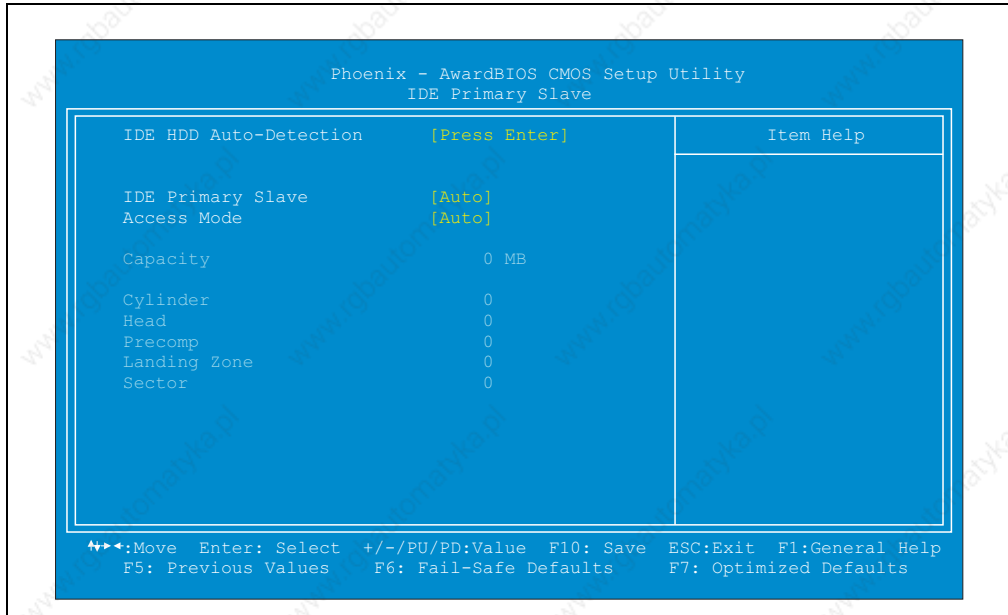 Phoenix - AwardBIOS CMOS Setup Utility
IDE Primary Slave
IDE HDD Auto-Detection [Press Enter]
Item Help
IDE Primary Slave [Auto]
Access Mode [Auto]
Capacity 0 MB
Cylinder 0
Head 0
Precomp 0
Landing Zone 0
Sector 0
:Move Enter: Select +/-/PU/PD:Value F10: Save ESC:Exit F1:General Help
F5: Previous Values F6: Fail-Safe Defaults F7: Optimized Defaults
www.rgbautomatyka.pl